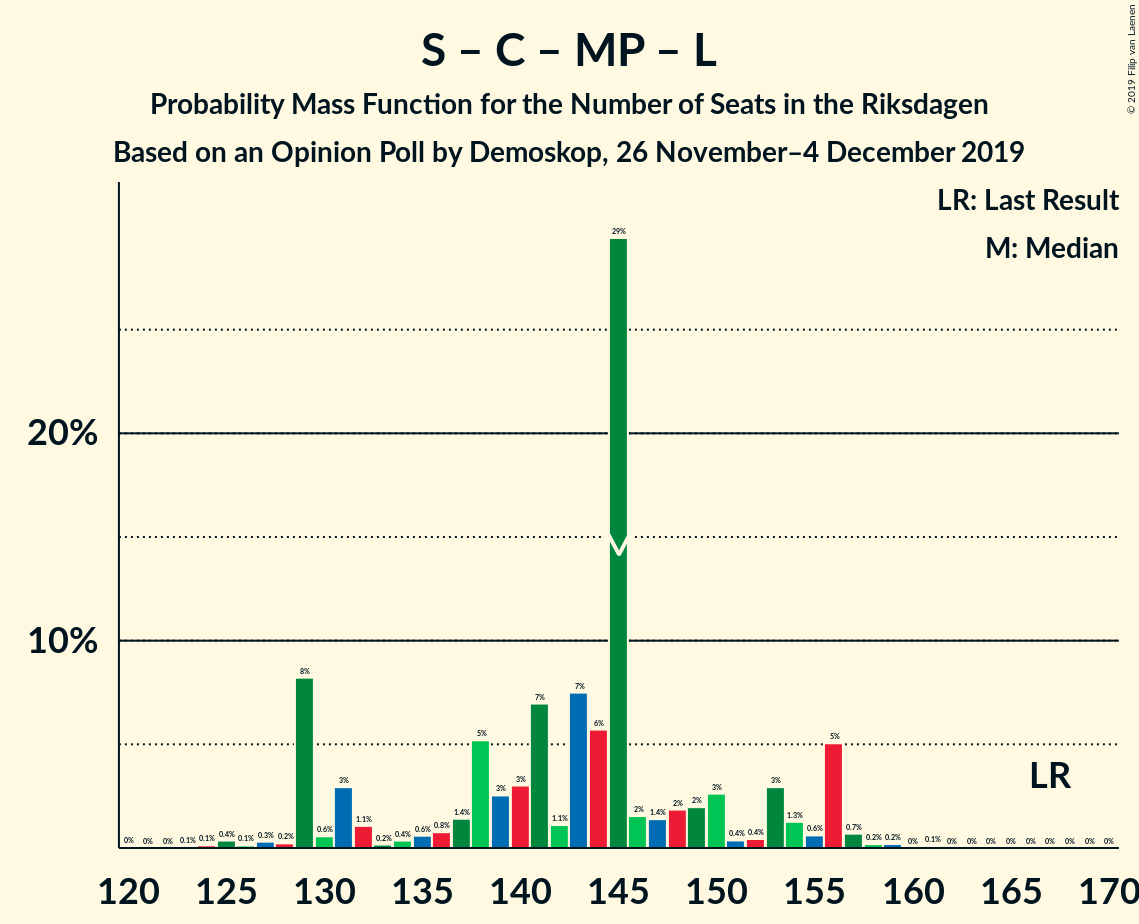 S – C – MP – L
Probability Mass Function for the Number of Seats in the Riksdagen
Based on an Opinion Poll by Demoskop, 26 November–4 December 2019
© 2019 Filip van Laenen
LR: Last Result
M: Median
20%
10%
0% 0% 0% 0.1% 0.1% 0.4% 0.1% 0.3% 0.2% 8% 0.6% 3% 1.1% 0.2% 0.4% 0.6% 0.8% 1.4% 5% 3% 3% 7% 1.1% 7% 6% 29% 2% 1.4% 2% 2% 3% 0.4% 0.4% 3% 1.3% 0.6% 5% 0.7% 0.2% 0.2% 0% 0.1% 0% 0% 0% 0% 0% 0% 0% 0% 0%
M
LR
120 125 130 135 140 145 150 155 160 165 170